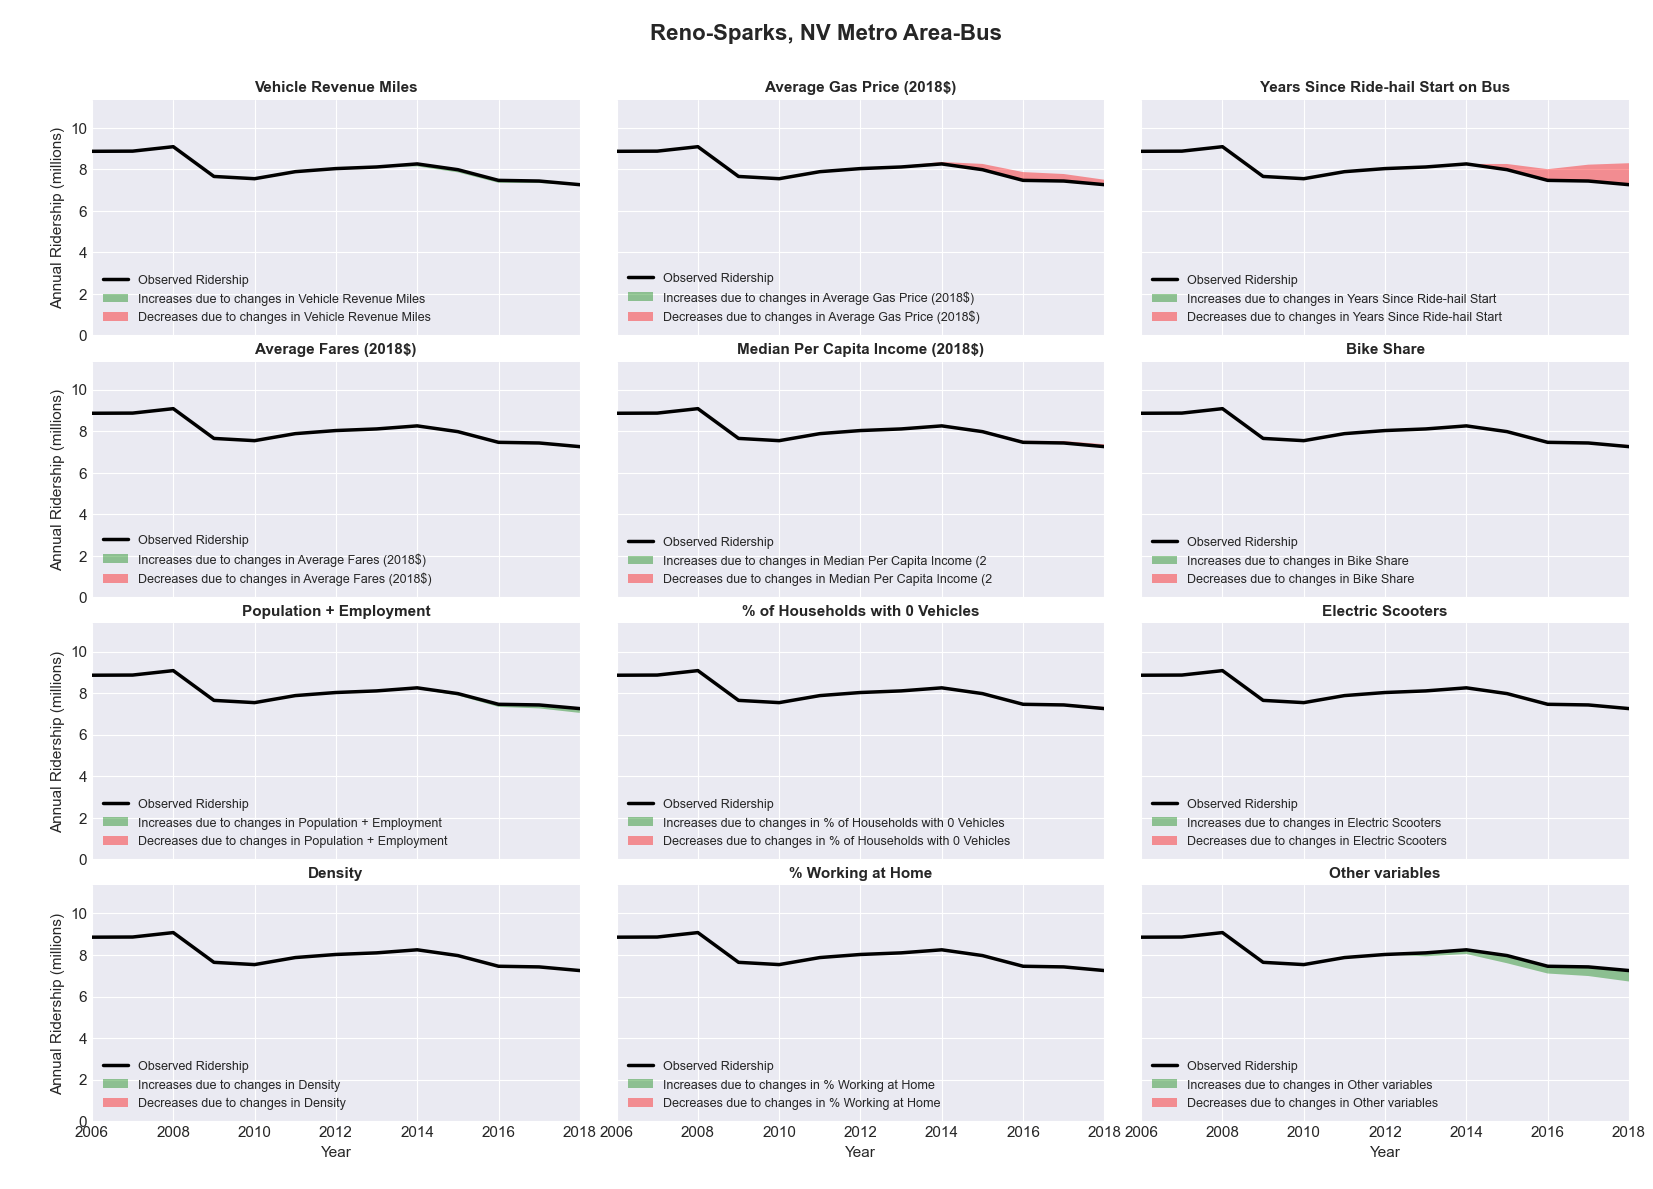 Reno-Sparks, NV Metro Area-Bus
Vehicle Revenue Miles
Average Gas Price (2018$)
Years Since Ride-hail Start on Bus
Annual Ridership (millions)
10
8
6
4
2
0
Observed Ridership
Increases due to changes in Vehicle Revenue Miles
Decreases due to changes in Vehicle Revenue Miles
Observed Ridership
Increases due to changes in Average Gas Price (2018$)
Decreases due to changes in Average Gas Price (2018$)
Observed Ridership
Increases due to changes in Years Since Ride-hail Start
Decreases due to changes in Years Since Ride-hail Start
Average Fares (2018$)
Median Per Capita Income (2018$)
Bike Share
Annual Ridership (millions)
10
8
6
4
2
0
Observed Ridership
Increases due to changes in Average Fares (2018$)
Decreases due to changes in Average Fares (2018$)
Observed Ridership
Increases due to changes in Median Per Capita Income (2
Decreases due to changes in Median Per Capita Income (2
Observed Ridership
Increases due to changes in Bike Share
Decreases due to changes in Bike Share
Population + Employment
% of Households with 0 Vehicles
Electric Scooters
Annual Ridership (millions)
10
8
6
4
2
0
Observed Ridership
Increases due to changes in Population + Employment
Decreases due to changes in Population + Employment
Observed Ridership
Increases due to changes in % of Households with 0 Vehicles
Decreases due to changes in % of Households with 0 Vehicles
Observed Ridership
Increases due to changes in Electric Scooters
Decreases due to changes in Electric Scooters
Density
% Working at Home
Other variables
Annual Ridership (millions)
10
8
6
4
2
0
Observed Ridership
Increases due to changes in Density
Decreases due to changes in Density
Observed Ridership
Increases due to changes in % Working at Home
Decreases due to changes in % Working at Home
Observed Ridership
Increases due to changes in Other variables
Decreases due to changes in Other variables
2006 2008 2010 2012 2014 2016 2018
2006 2008 2010 2012 2014 2016 2018
2006 2008 2010 2012 2014 2016 2018
Year
Year
Year